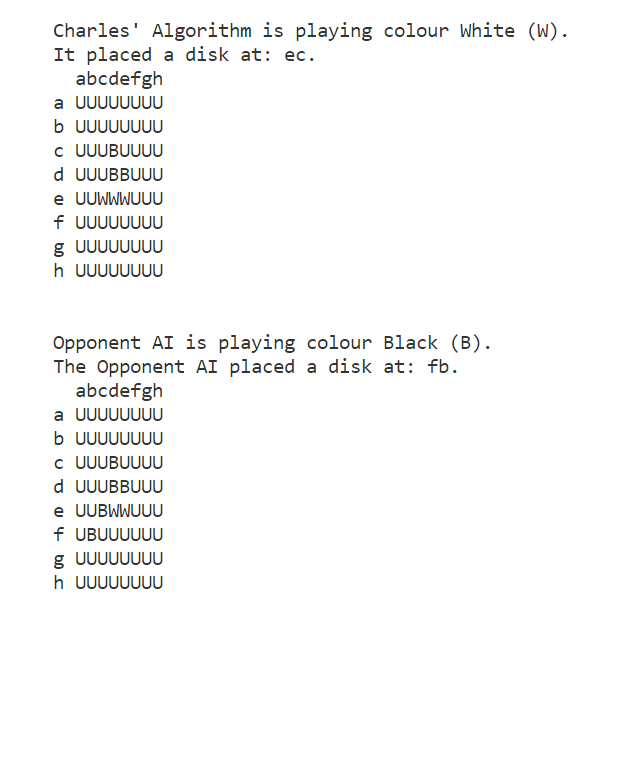 Charles' Algorithm is playing colour White (W).
It placed a disk at: ec.
  abcdefgh
a UUUUUUUU
b UUUUUUUU
c UUUBUUUU
d UUUBBUUU
e UUWWWUUU
f UUUUUUUU
g UUUUUUUU
h UUUUUUUU
Opponent AI is playing colour Black (B).
The Opponent AI placed a disk at: fb.
  abcdefgh
a UUUUUUUU
b UUUUUUUU
c UUUBUUUU
d UUUBBUUU
e UUBWWUUU
f UBUUUUUU
g UUUUUUUU
h UUUUUUUU